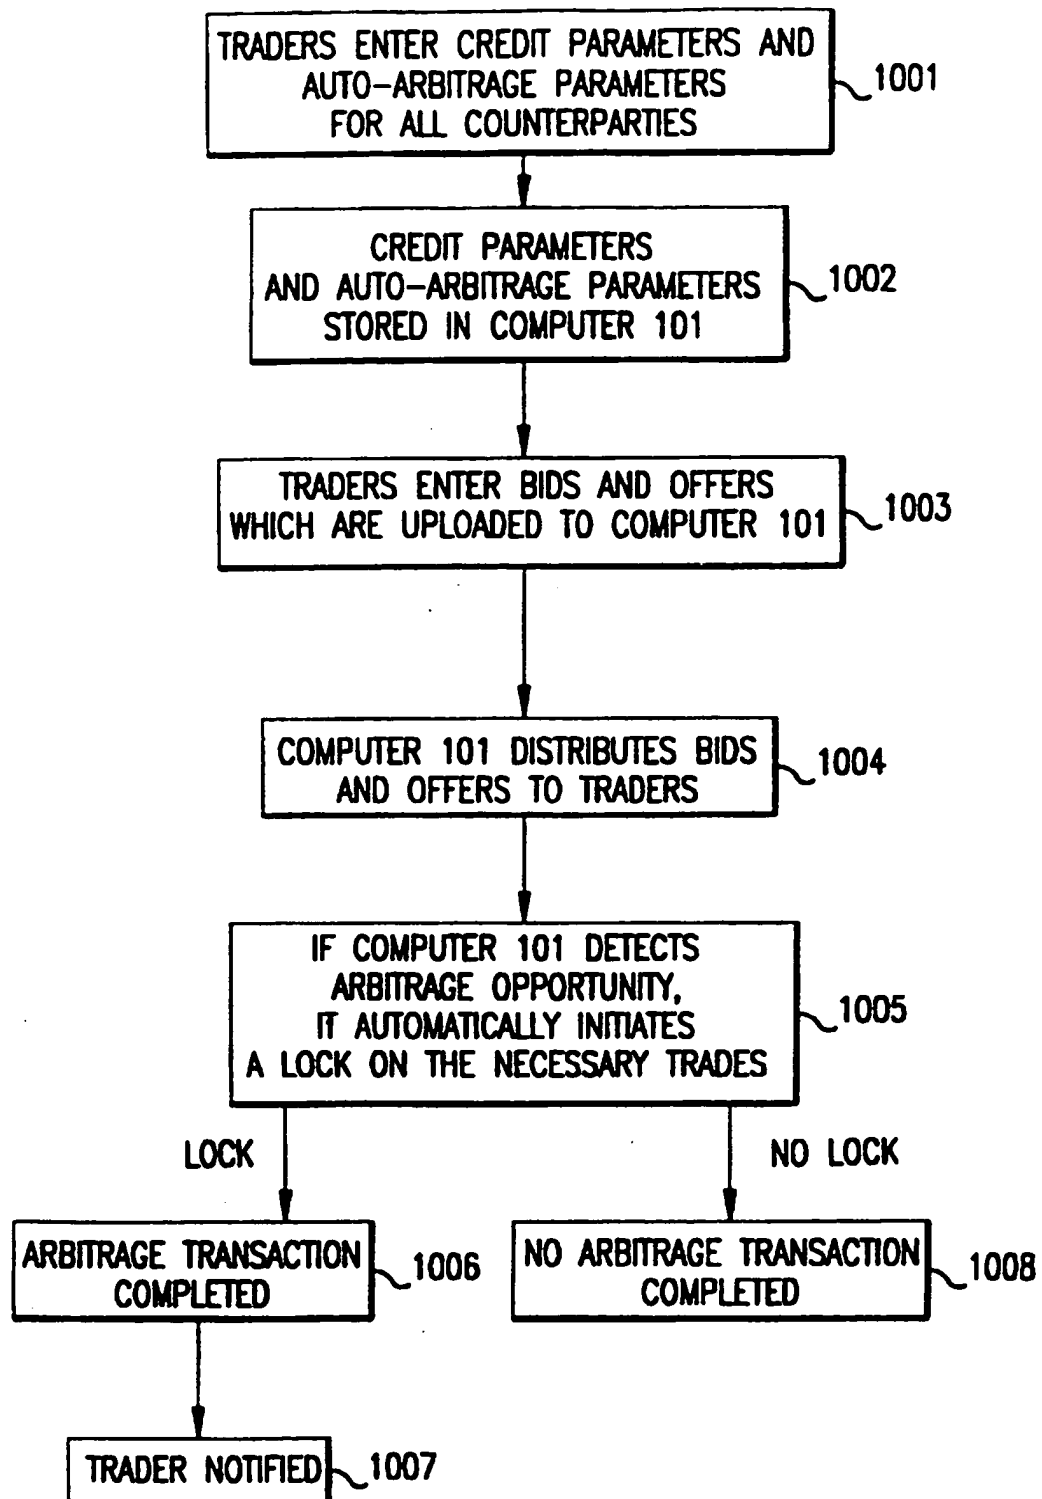 TRADERS ENTER CREDIT PARAMETERS AND
AUTO-ARBITRAGE PARAMETERS
FOR ALL COUNTERPARTIES
1001
CREDIT PARAMETERS
AND AUTO-ARBITRAGE PARAMETERS
STORED IN COMPUTER 101
1002
TRADERS ENTER BIDS AND OFFERS
WHICH ARE UPLOADED TO COMPUTER 101
1003
COMPUTER 101 DISTRIBUTES BIDS
AND OFFERS TO TRADERS
1004
IF COMPUTER 101 DETECTS
ARBITRAGE OPPORTUNITY,
IT AUTOMATICALLY INITIATES
A LOCK ON THE NECESSARY TRADES
1005
LOCK
NO LOCK
ARBITRAGE TRANSACTION
COMPLETED
1006
NO ARBITRAGE TRANSACTION
COMPLETED
1008
TRADER NOTIFIED
1007